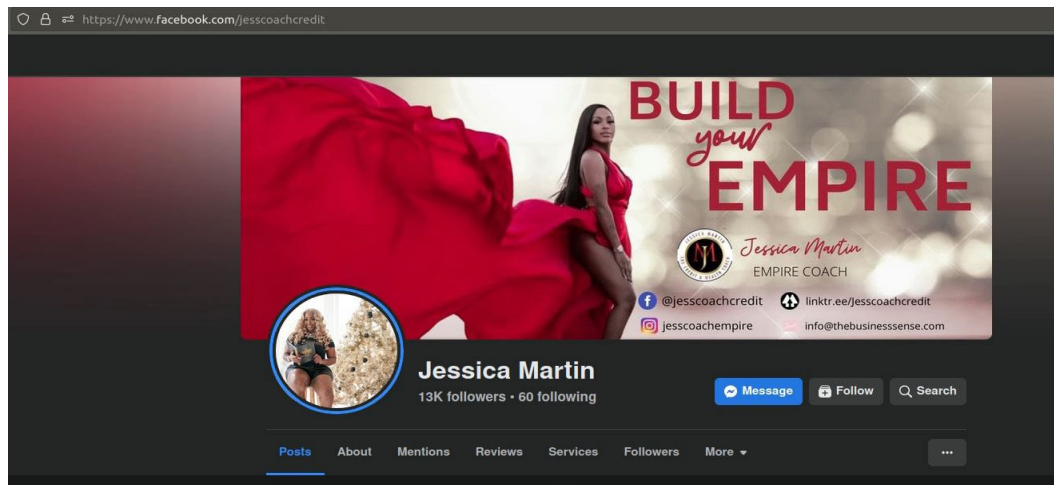 https://www.facebook.com/jesscoachcredit
BUILD
your
EMPIRE
Jessica Martin
EMPIRE COACH
@jesscoachcredit
linktr.ee/Jesscoachcredit
jesscoachempire
info@thebusinesssense.com
Jessica Martin
13K followers • 60 following
Message
Follow
Search
Posts
About
Mentions
Reviews
Services
Followers
More